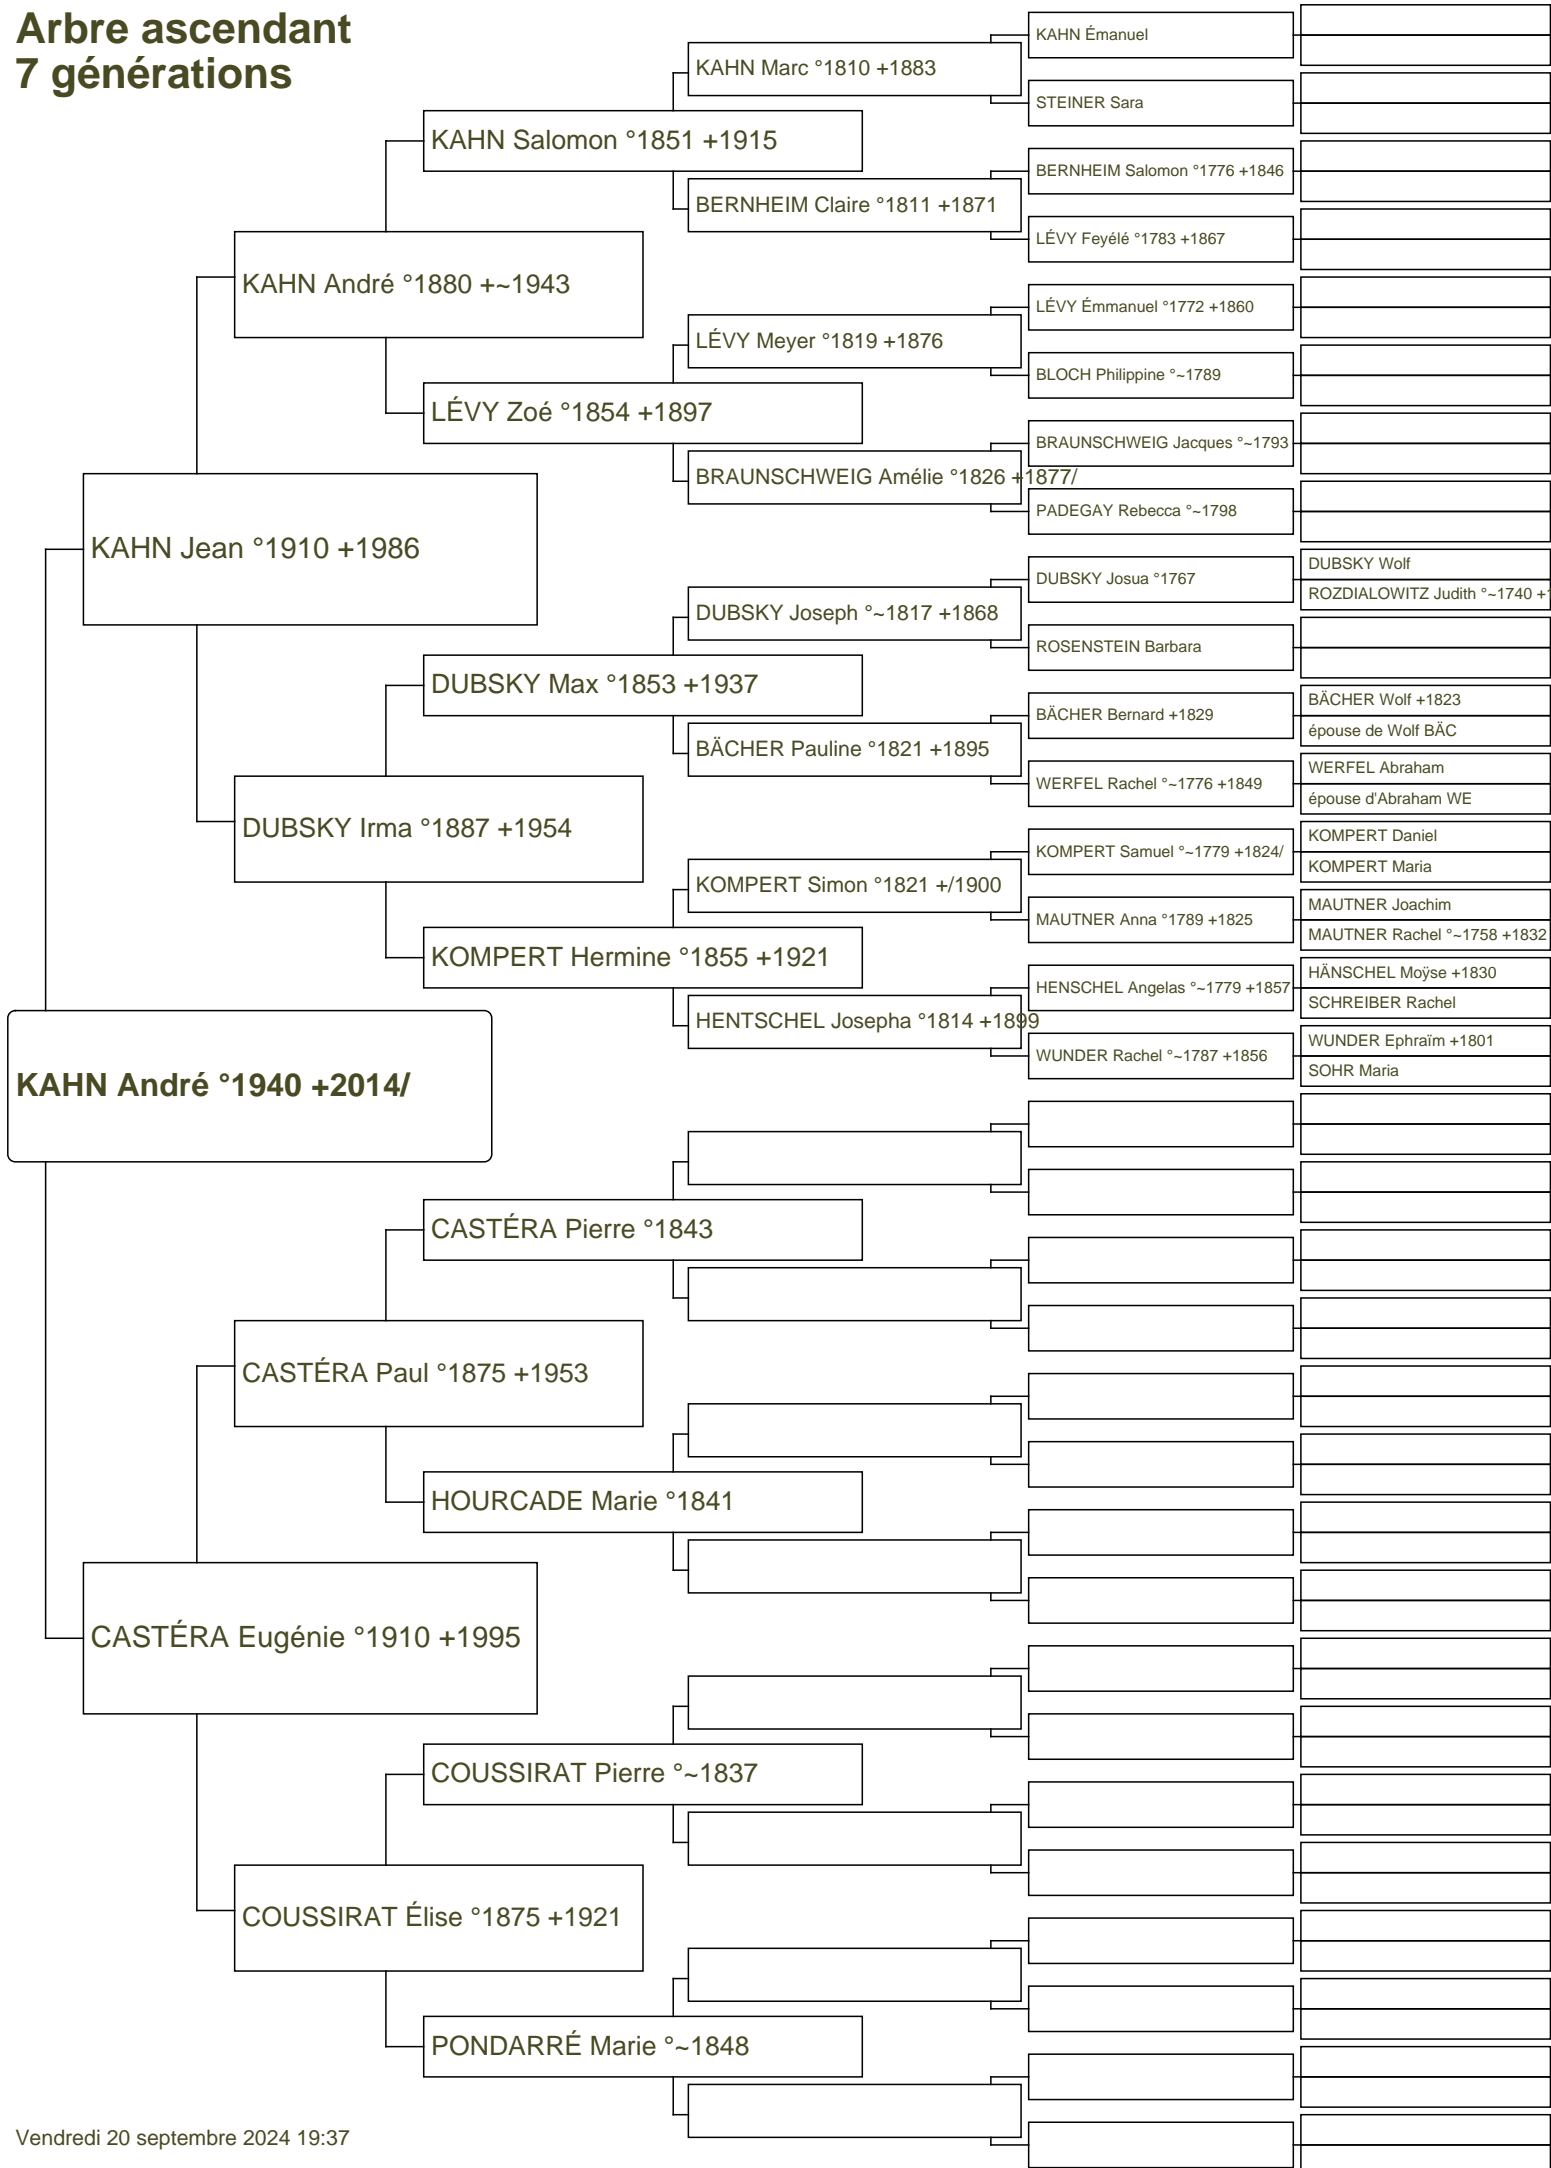 Arbre ascendant
7 générations
KAHN Émanuel
KAHN Marc °1810 +1883
STEINER Sara
KAHN Salomon °1851 +1915
BERNHEIM Salomon °1776 +1846
BERNHEIM Claire °1811 +1871
LÉVY Feyélé °1783 +1867
KAHN André °1880 +~1943
LÉVY Émmanuel °1772 +1860
LÉVY Meyer °1819 +1876
BLOCH Philippine °~1789
LÉVY Zoé °1854 +1897
BRAUNSCHWEIG Jacques °~1793
BRAUNSCHWEIG Amélie °1826 +1877/
PADEGAY Rebecca °~1798
KAHN Jean °1910 +1986
DUBSKY Wolf
DUBSKY Josua °1767
ROZDIALOWITZ Judith °~1740 +1
DUBSKY Joseph °~1817 +1868
ROSENSTEIN Barbara
DUBSKY Max °1853 +1937
BÄCHER Wolf +1823
BÄCHER Bernard +1829
épouse de Wolf BÄC
BÄCHER Pauline °1821 +1895
WERFEL Abraham
WERFEL Rachel °~1776 +1849
épouse d'Abraham WE
DUBSKY Irma °1887 +1954
KOMPERT Daniel
KOMPERT Samuel °~1779 +1824/
KOMPERT Maria
KOMPERT Simon °1821 +/1900
MAUTNER Joachim
MAUTNER Anna °1789 +1825
MAUTNER Rachel °~1758 +1832
KOMPERT Hermine °1855 +1921
HÄNSCHEL Moÿse +1830
HENSCHEL Angelas °~1779 +1857
SCHREIBER Rachel
HENTSCHEL Josepha °1814 +1899
WUNDER Ephraïm +1801
WUNDER Rachel °~1787 +1856
SOHR Maria
KAHN André °1940 +2014/
CASTÉRA Pierre °1843
CASTÉRA Paul °1875 +1953
HOURCADE Marie °1841
CASTÉRA Eugénie °1910 +1995
COUSSIRAT Pierre °~1837
COUSSIRAT Élise °1875 +1921
PONDARRÉ Marie °~1848
Vendredi 20 septembre 2024 19:37